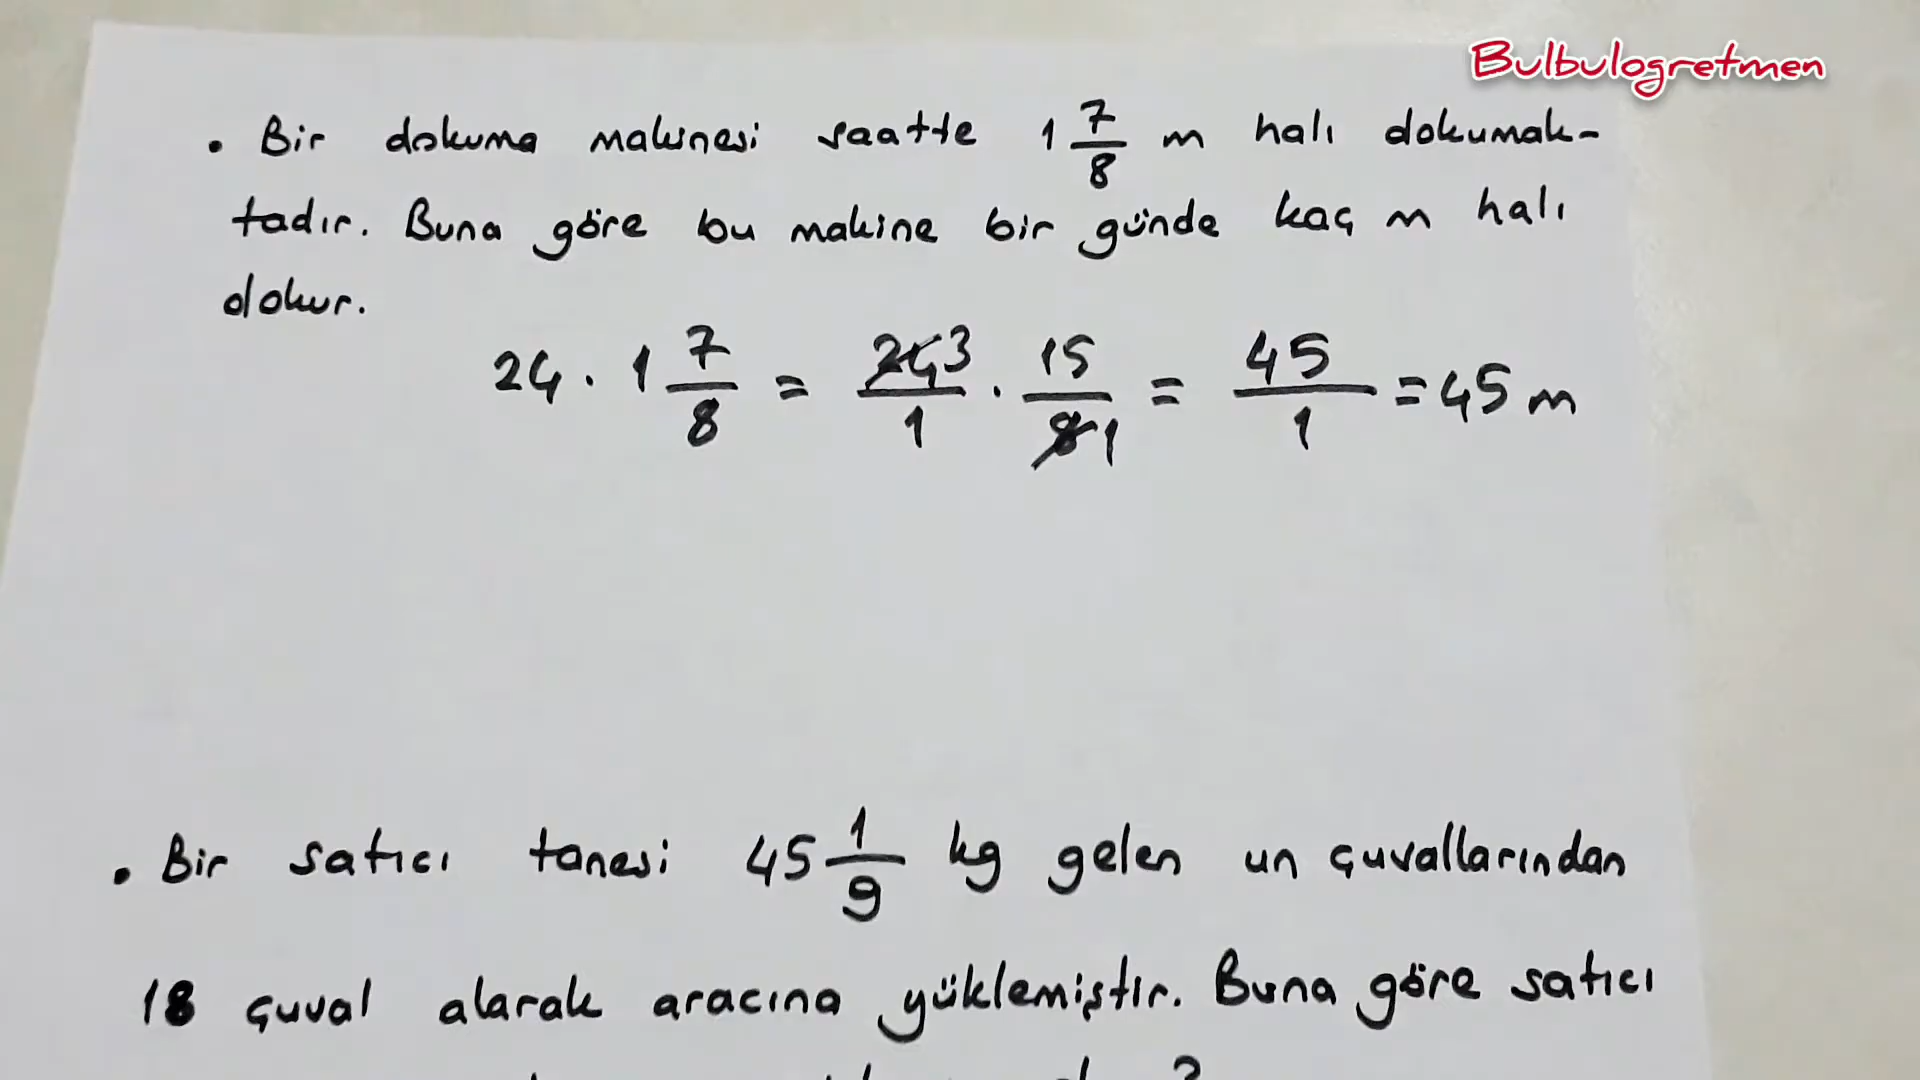 Bulbulogretmen
• Bir dokuma makinesi saatte 1 7/8 m halı dokumak-
tadır. Buna göre bu makine bir günde kaç m halı
dokur.
24 . 1 7/8 = 24 3/1 . 15/8 1 = 45/1 = 45 m
• Bir satıcı tanesi 45 1/9 kg gelen un çuvallarından
18 çuval alarak aracına yüklemiştir. Buna göre satıcı